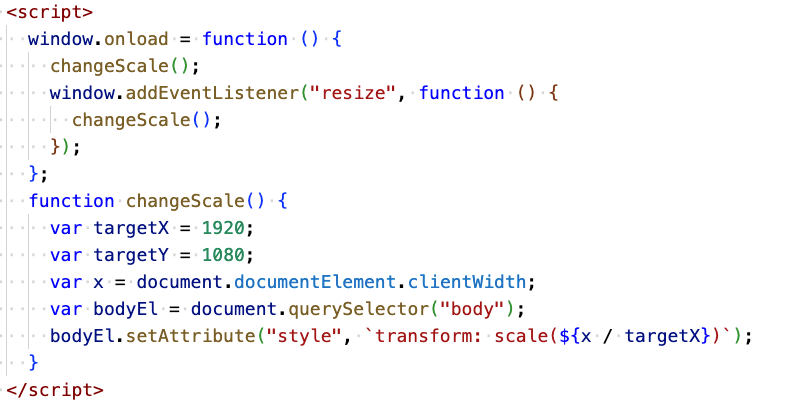 <script>
window.onload = function () {
changeScale();
window.addEventListener("resize", function () {
changeScale();
});
};
function changeScale() {
var targetX = 1920;
var targetY = 1080;
var x = document.documentElement.clientWidth;
var bodyEl = document.querySelector("body");
bodyEl.setAttribute("style", `transform: scale(${x / targetX})`);
}
</script>